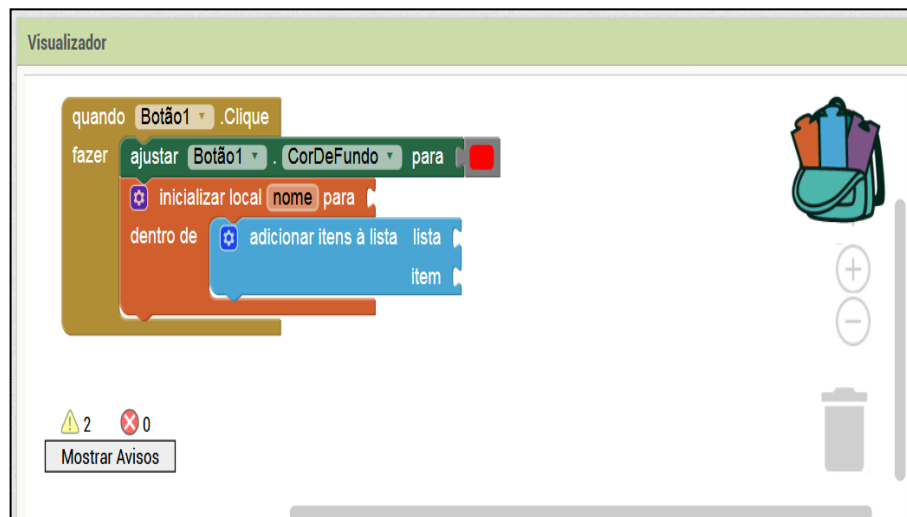 Visualizador
quando Botão1 .Clique
fazer ajustar Botão1 . CorDeFundo para
inicializar local nome para
dentro de adicionar itens à lista lista
item
2 0
Mostrar Avisos